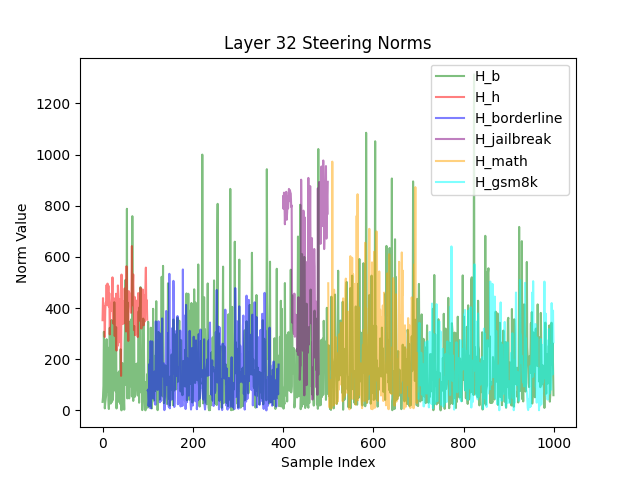 Layer 32 Steering Norms
Norm Value
1200
1000
800
600
400
200
0
H_b
H_h
H_borderline
H_jailbreak
H_math
H_gsm8k
0
200
400
600
800
1000
Sample Index